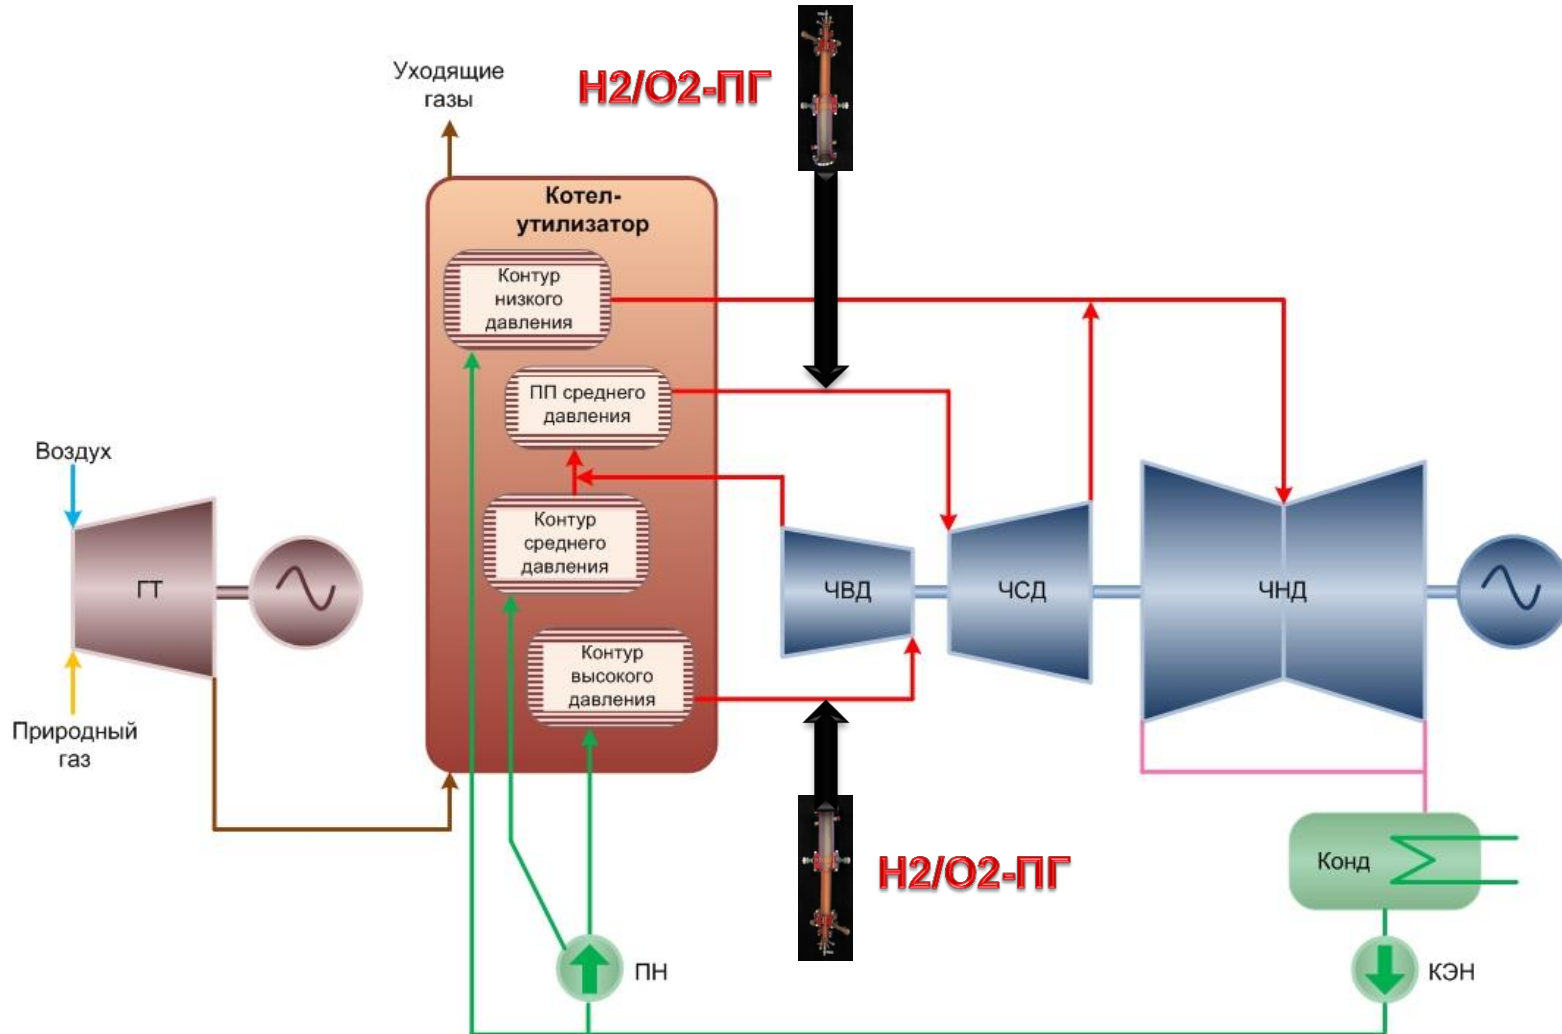 Уходящие
газы
H2/O2-ПГ
Котел-
утилизатор
Контур
низкого
давления
ПП среднего
давления
Воздух
Контур
среднего
давления
ГТ
ЧВД
ЧСД
ЧНД
Контур
высокого
давления
Природный
газ
H2/O2-ПГ
Конд
ПН
КЭН